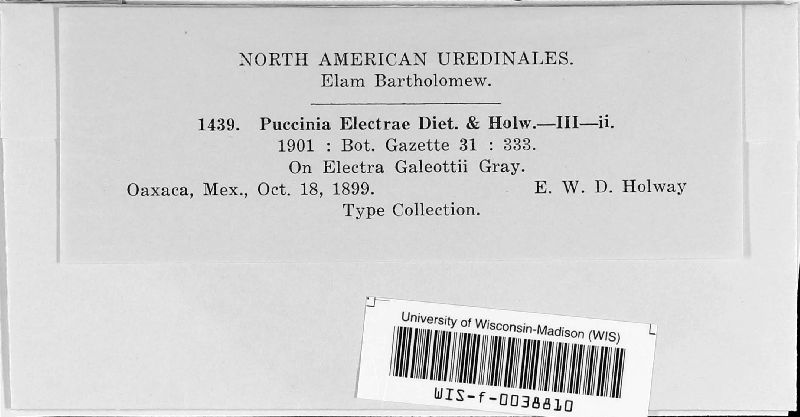 NORTH AMERICAN UREDINALES.
Elam Bartholomew.
1439. Puccinia Electrae Diet. & Holw.—III—ii.
1901 : Bot. Gazette 31 : 333.
On Electra Galeottii Gray.
Oaxaca, Mex., Oct. 18, 1899. E. W. D. Holway
Type Collection.
University of Wisconsin-Madison (WIS)
WIS-f-0038810